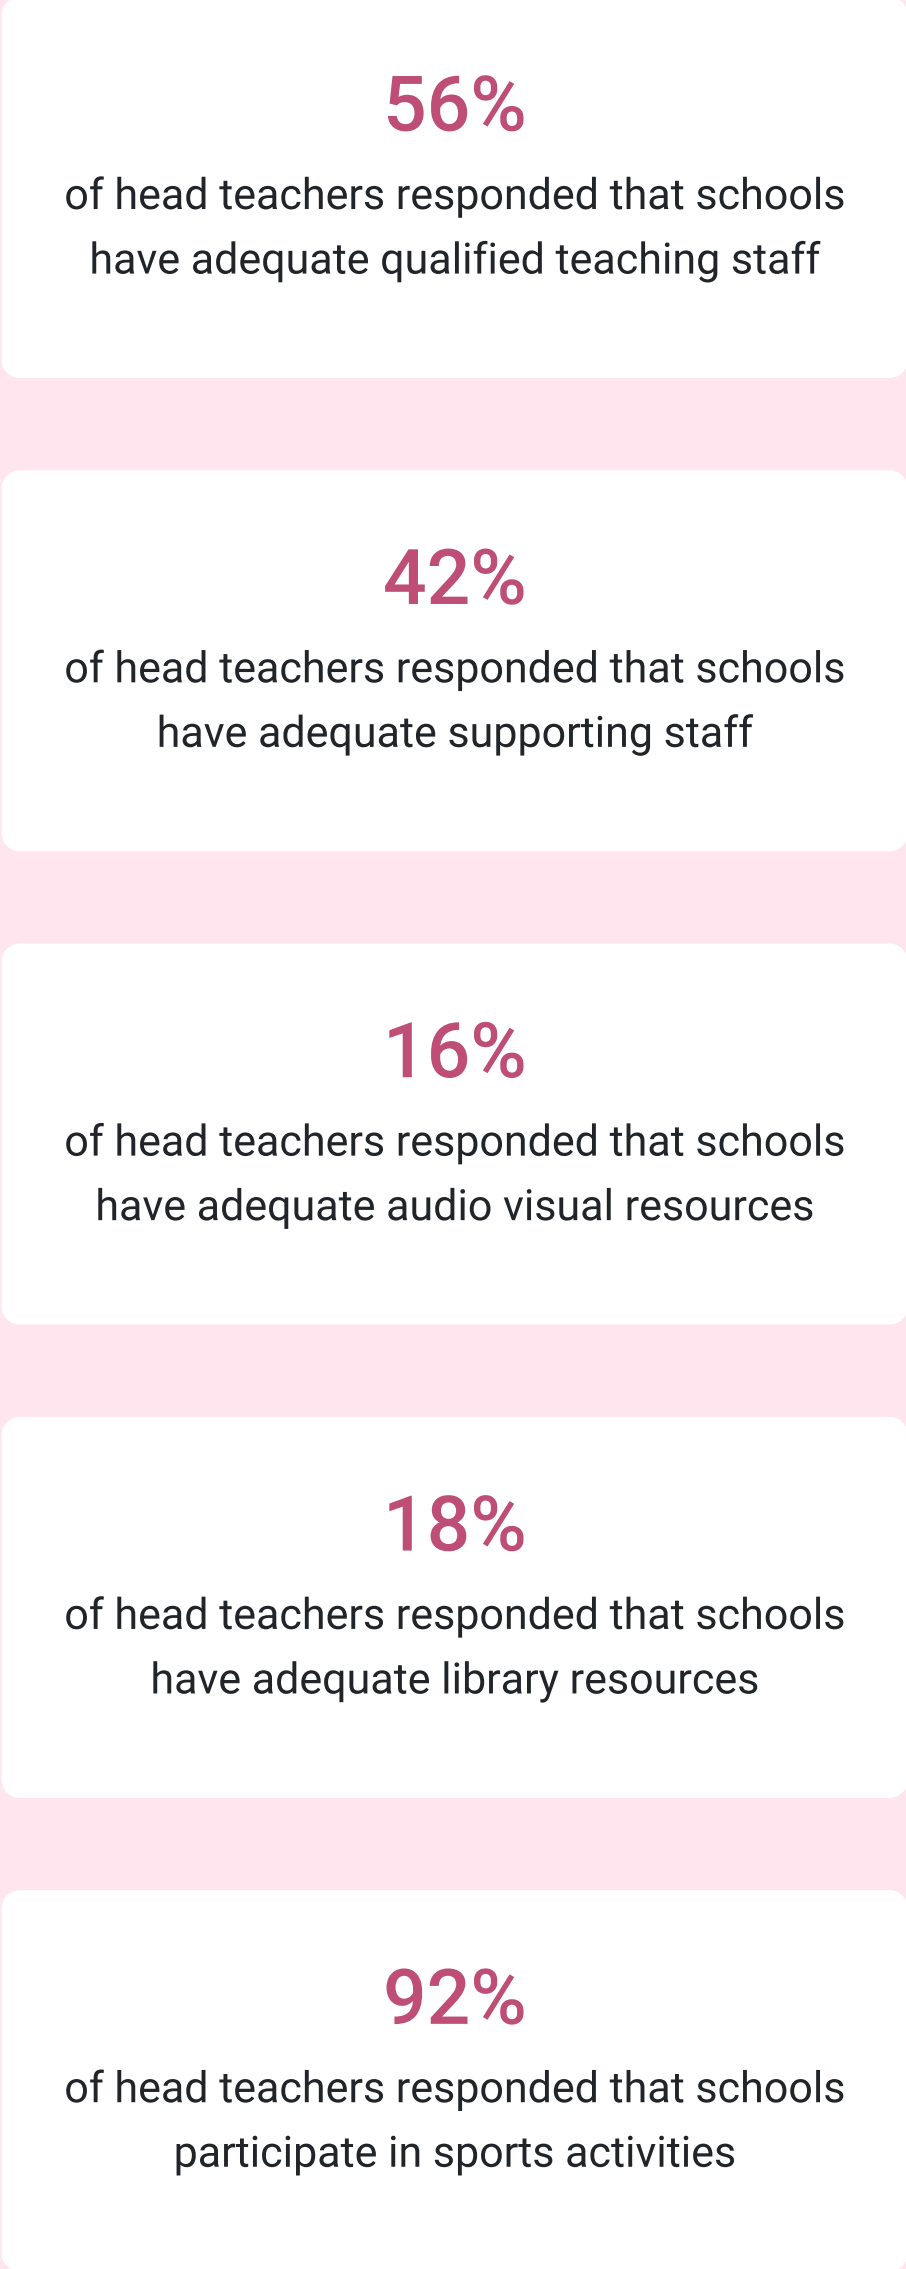 56%
of head teachers responded that schools
have adequate qualified teaching staff
42%
of head teachers responded that schools
have adequate supporting staff
16%
of head teachers responded that schools
have adequate audio visual resources
18%
of head teachers responded that schools
have adequate library resources
92%
of head teachers responded that schools
participate in sports activities